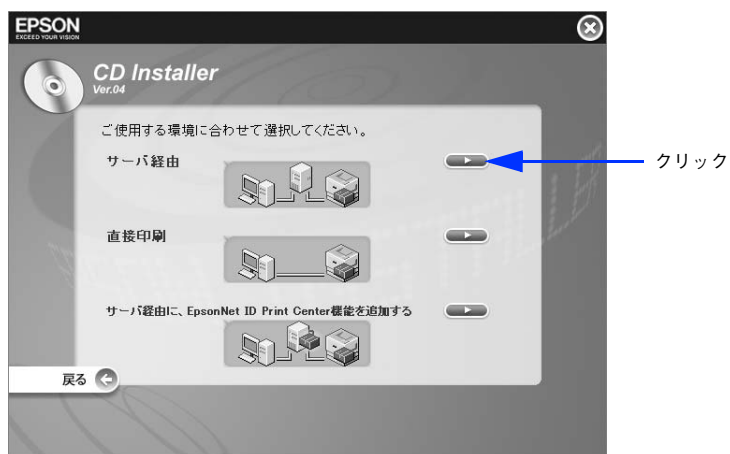 EPSON
EXCEED YOUR VISION
CD Installer
Ver.04
ご使用する環境に合わせて選択してください。
サーバ経由
クリック
直接印刷
サーバ経由に、EpsonNet ID Print Center機能を追加する
戻る